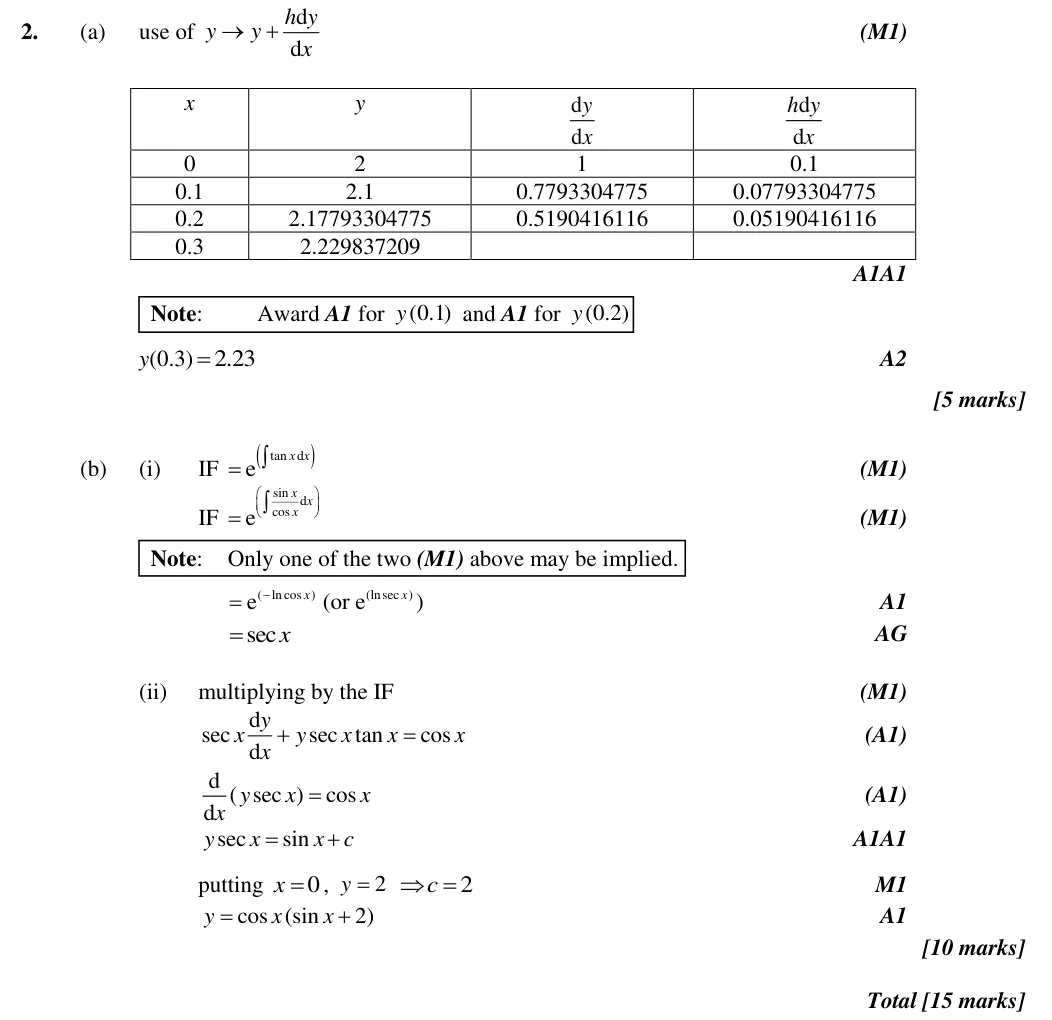 2. (a) use of y → y + hdy/dx (M1)
x y dy/dx hdy/dx
0 2 1 0.1
0.1 2.1 0.7793304775 0.07793304775
0.2 2.17793304775 0.5190416116 0.05190416116
0.3 2.229837209
A1A1
Note: Award A1 for y(0.1) and A1 for y(0.2)
y(0.3) = 2.23 A2
[5 marks]
(b) (i) IF = e^(∫ tan x dx) (M1)
IF = e^(∫ sin x/cos x dx) (M1)
Note: Only one of the two (M1) above may be implied.
= e^(−ln cos x) (or e^(ln sec x)) A1
= sec x AG
(ii) multiplying by the IF (M1)
sec x dy/dx + y sec x tan x = cos x (A1)
d/dx (y sec x) = cos x (A1)
y sec x = sin x + c A1A1
putting x = 0, y = 2 ⇒ c = 2 M1
y = cos x (sin x + 2) A1
[10 marks]
Total [15 marks]